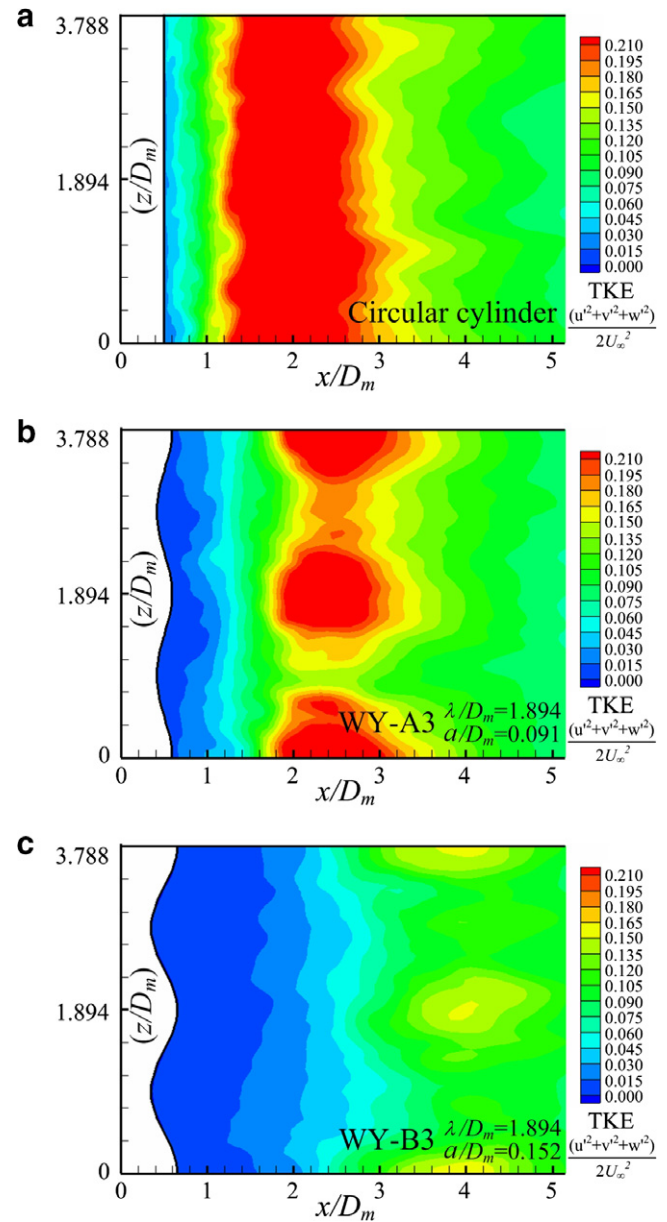 a
3.788
1.894
0
(z/Dₘ)
0 1 2 3 4 5
x/Dₘ
Circular cylinder
0.210
0.195
0.180
0.165
0.150
0.135
0.120
0.105
0.090
0.075
0.060
0.045
0.030
0.015
0.000
TKE
(u'²+v'²+w'²)
2U∞²
b
3.788
1.894
0
(z/Dₘ)
0 1 2 3 4 5
x/Dₘ
WY-A3 λ/Dₘ=1.894
a/Dₘ=0.091
0.210
0.195
0.180
0.165
0.150
0.135
0.120
0.105
0.090
0.075
0.060
0.045
0.030
0.015
0.000
TKE
(u'²+v'²+w'²)
2U∞²
c
3.788
1.894
0
(z/Dₘ)
0 1 2 3 4 5
x/Dₘ
WY-B3 λ/Dₘ=1.894
a/Dₘ=0.152
0.210
0.195
0.180
0.165
0.150
0.135
0.120
0.105
0.090
0.075
0.060
0.045
0.030
0.015
0.000
TKE
(u'²+v'²+w'²)
2U∞²